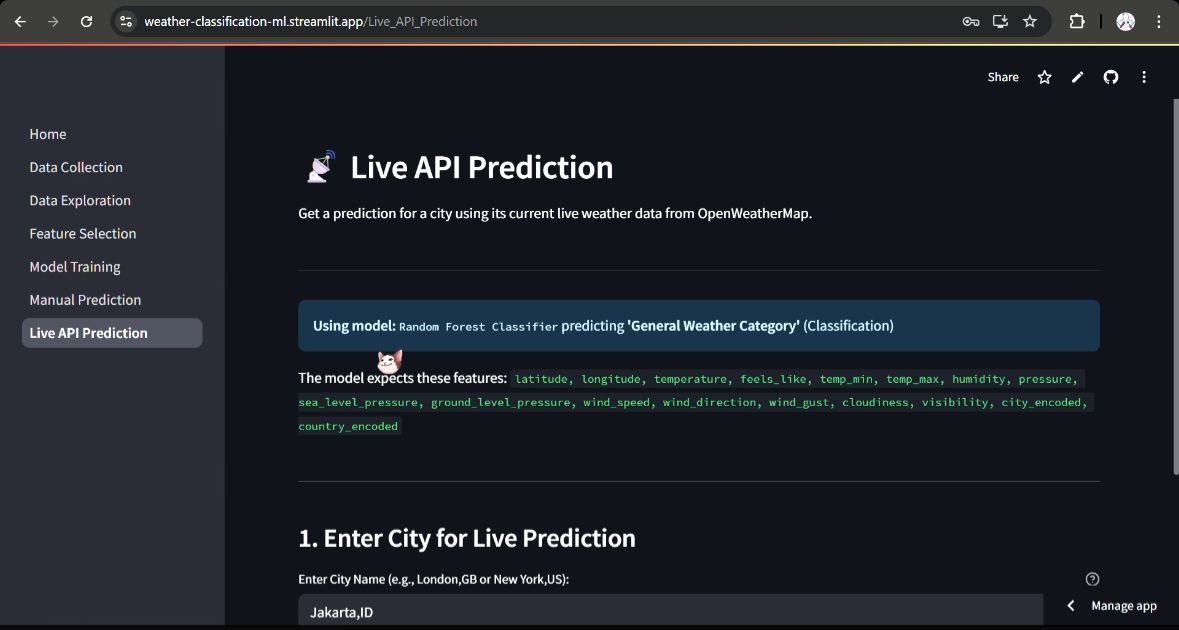 weather-classification-ml.streamlit.app/Live_API_Prediction
Share
Home
Data Collection
Data Exploration
Feature Selection
Model Training
Manual Prediction
Live API Prediction
Live API Prediction
Get a prediction for a city using its current live weather data from OpenWeatherMap.
Using model: Random Forest Classifier predicting 'General Weather Category' (Classification)
The model expects these features: latitude, longitude, temperature, feels_like, temp_min, temp_max, humidity, pressure,
sea_level_pressure, ground_level_pressure, wind_speed, wind_direction, wind_gust, cloudiness, visibility, city_encoded,
country_encoded
1. Enter City for Live Prediction
Enter City Name (e.g., London,GB or New York,US):
Jakarta,ID
Manage app